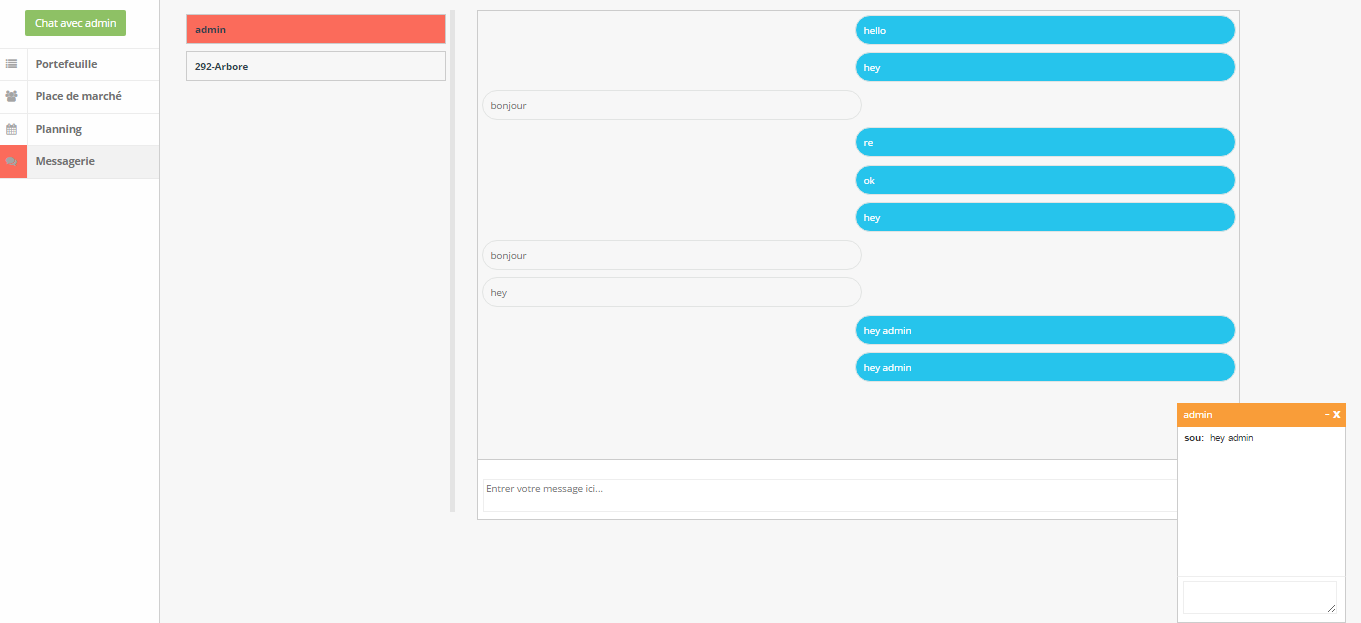 Chat avec admin
Portefeuille
Place de marché
Planning
Messagerie
admin
292-Arbore
hello
hey
bonjour
re
ok
hey
bonjour
hey
hey admin
hey admin
Entrer votre message ici...
admin – x
sou: hey admin